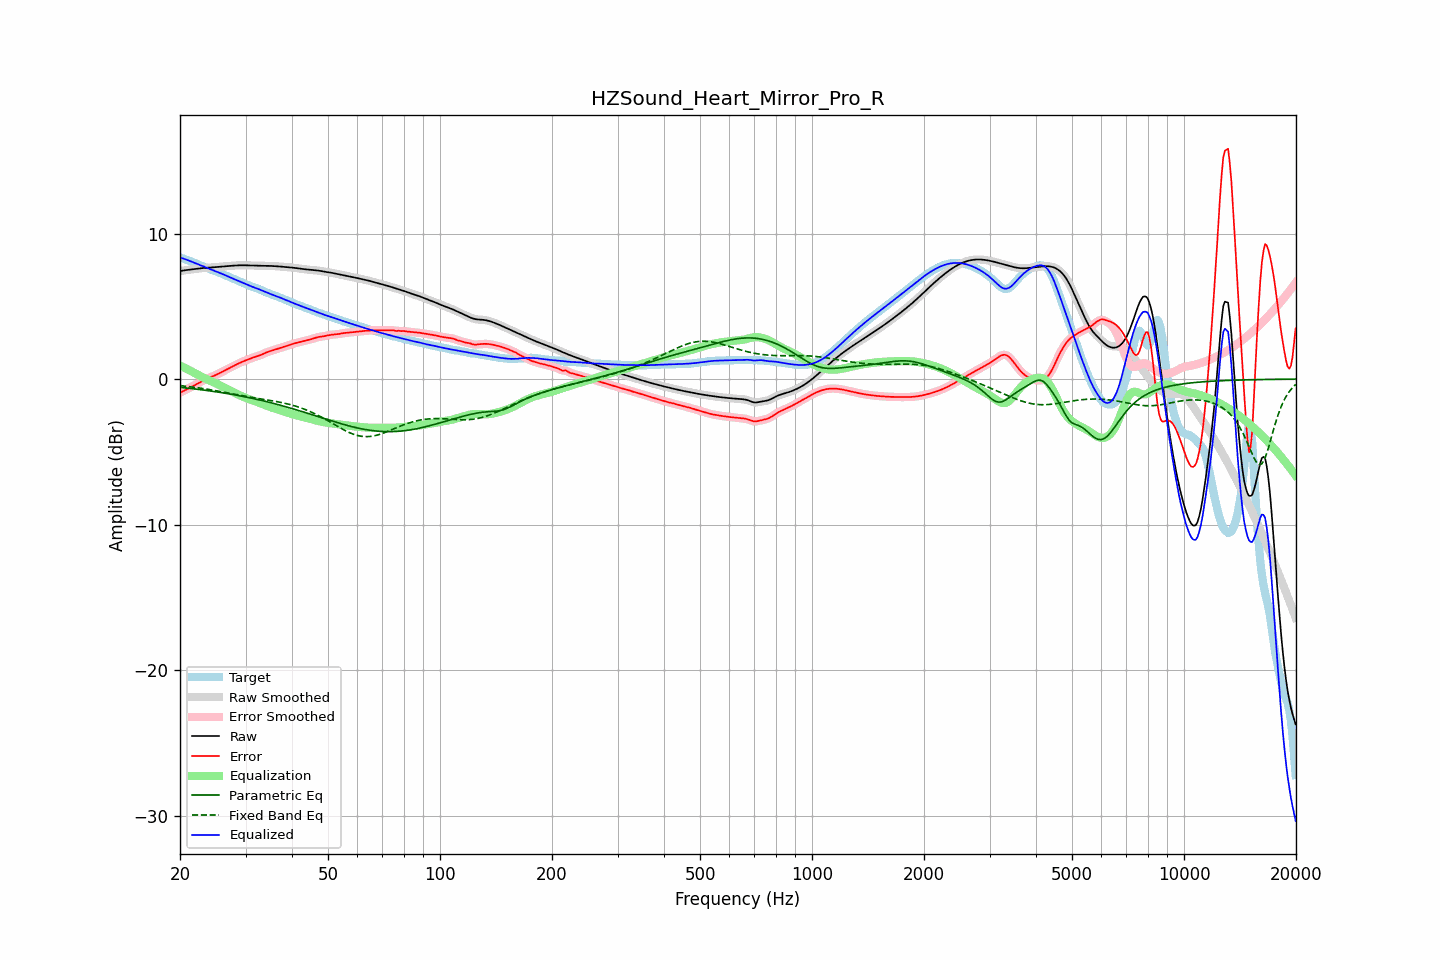 HZSound_Heart_Mirror_Pro_R
Amplitude (dBr)
10
0
−10
−20
−30
Target
Raw Smoothed
Error Smoothed
Raw
Error
Equalization
Parametric Eq
Fixed Band Eq
Equalized
20 50 100 200 500 1000 2000 5000 10000 20000
Frequency (Hz)